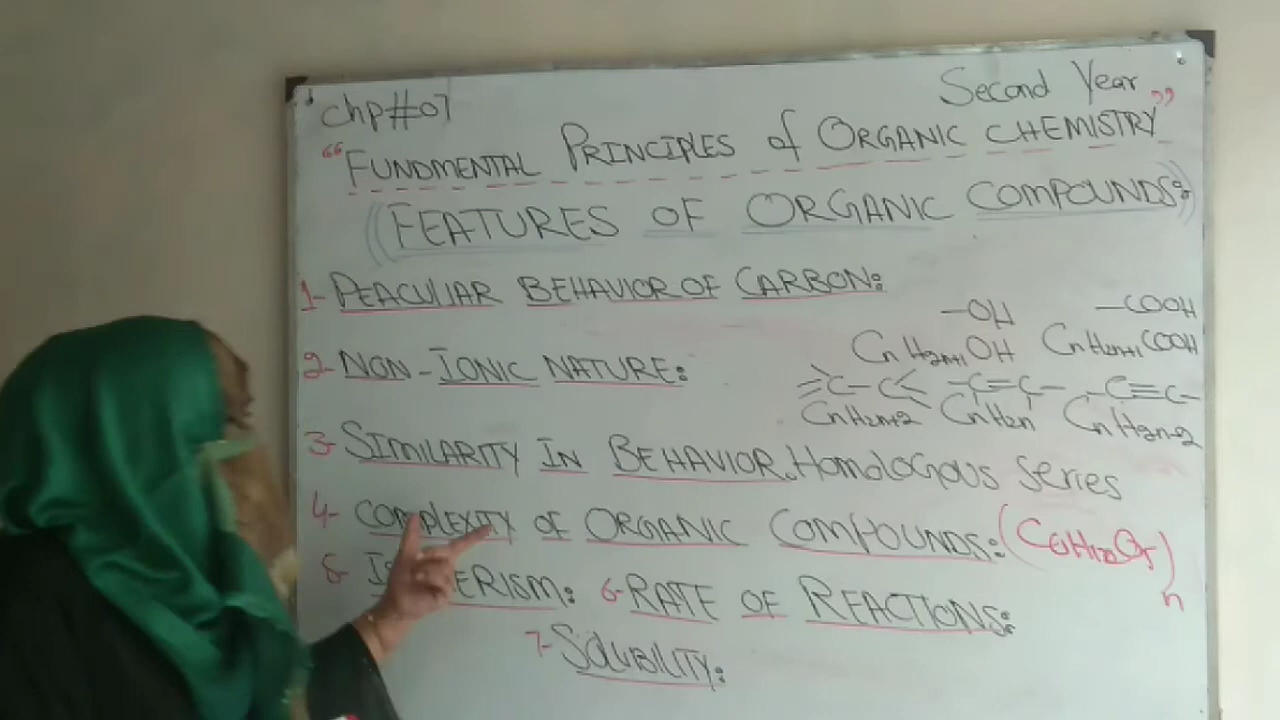 Chp#07
Second Year
"FUNDMENTAL PRINCIPLES of ORGANIC CHEMISTRY"
FEATURES OF ORGANIC COMPOUNDS:
1- PEACULIAR BEHAVIOR OF CARBON:
-OH -COOH
CnH2n+1OH CnH2n+1COOH
2- NON-IONIC NATURE:
-C-C- -C=C- -C≡C-
CnH2n+2 CnH2n CnH2n-2
3- SIMILARITY IN BEHAVIOR. Homologous Series
4- COMPLEXITY OF ORGANIC COMPOUNDS: (C6H10O5)n
6- RATE OF REACTIONS:
7- SOLUBILITY: